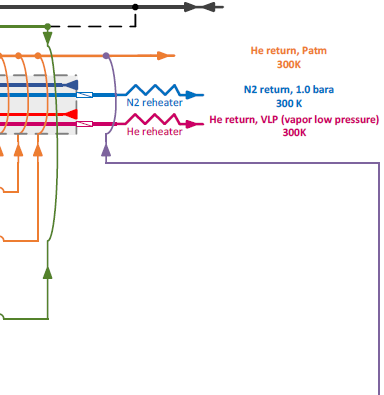 He return, Patm
300K
N2 return, 1.0 bara
300 K
N2 reheater
He return, VLP (vapor low pressure)
300K
He reheater